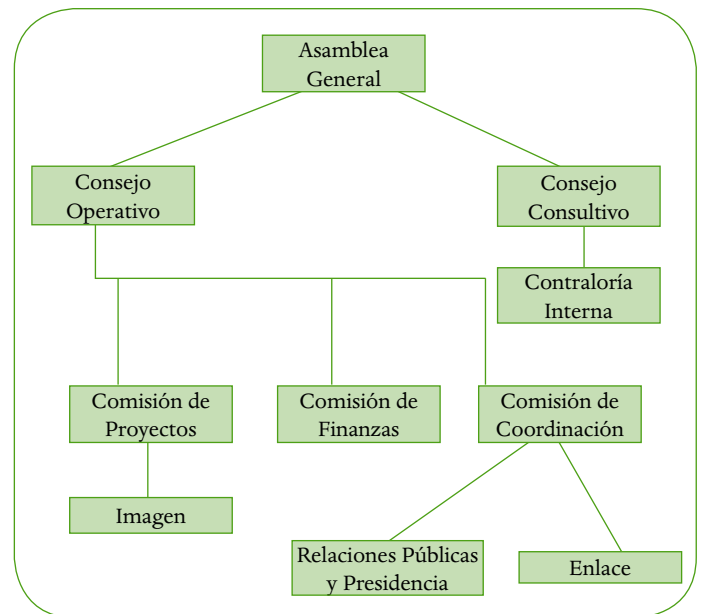 Asamblea
General
Consejo
Operativo
Consejo
Consultivo
Contraloría
Interna
Comisión de
Proyectos
Comisión de
Finanzas
Comisión de
Coordinación
Imagen
Relaciones Públicas
y Presidencia
Enlace